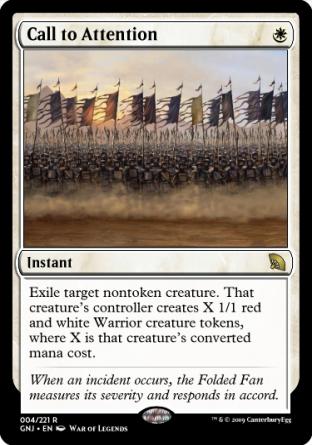 Call to Attention
Instant
Exile target nontoken creature. That
creature's controller creates X 1/1 red
and white Warrior creature tokens,
where X is that creature's converted
mana cost.
When an incident occurs, the Folded Fan
measures its severity and responds in accord.
004/221 R
GNJ • EN War of Legends
™ & © 2019 CanterburyEgg